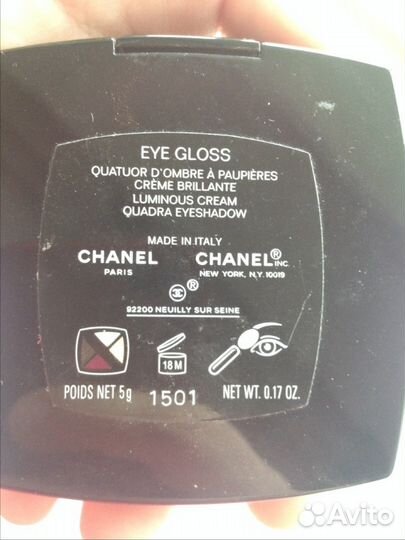 EYE GLOSS
QUATUOR D'OMBRE À PAUPIÈRES
CRÈME BRILLANTE
LUMINOUS CREAM
QUADRA EYESHADOW
MADE IN ITALY
CHANEL CHANEL® INC.
PARIS NEW YORK, N.Y. 10019
®
92200 NEUILLY SUR SEINE
18 M
POIDS NET 5g 1501 NET WT. 0.17 OZ.
Avito